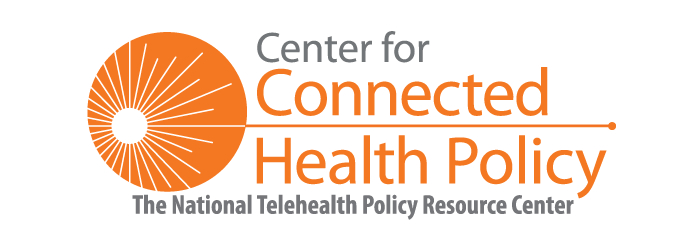 Center for
Connected
Health Policy
The National Telehealth Policy Resource Center